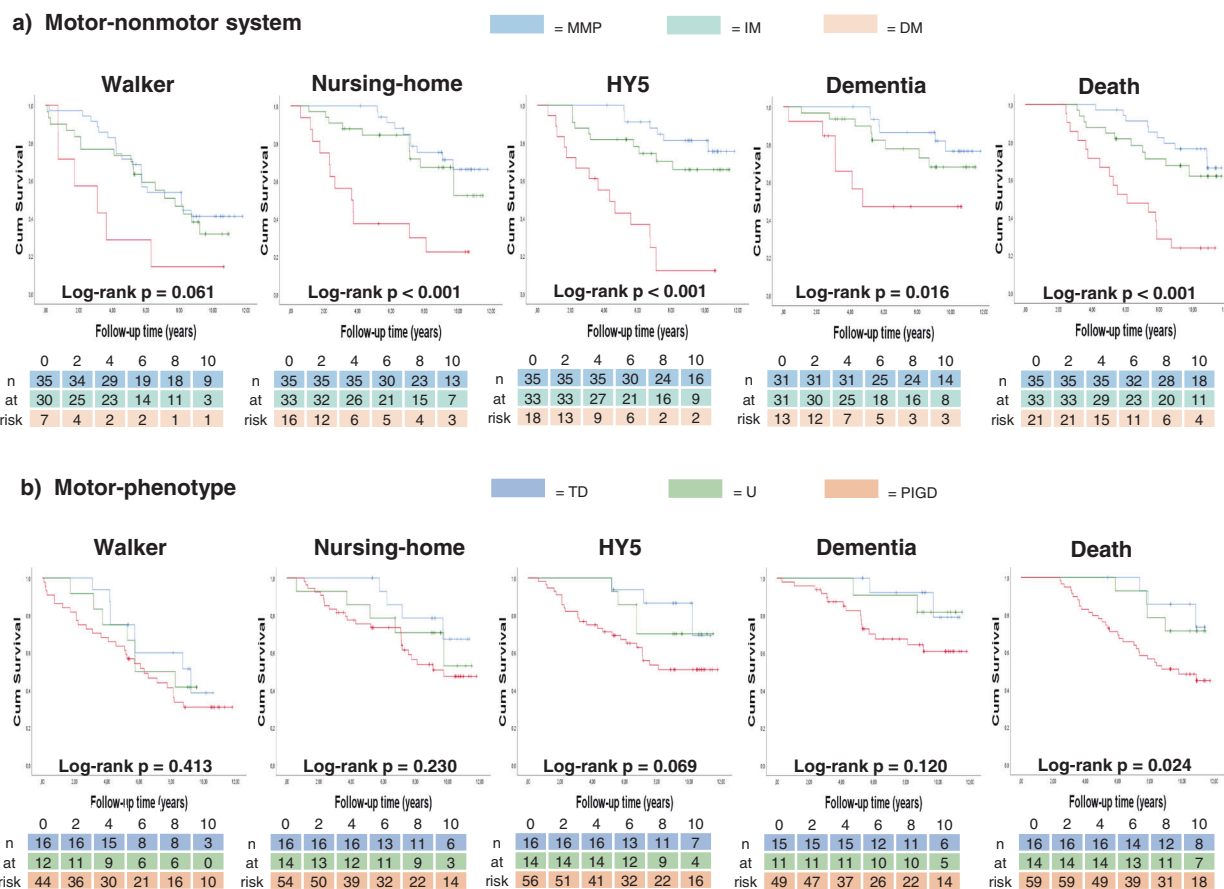 a) Motor-nonmotor system
= MMP = IM = DM
Walker Nursing-home HY5 Dementia Death
Cum Survival Cum Survival Cum Survival Cum Survival Cum Survival
Log-rank p = 0.061 Log-rank p < 0.001 Log-rank p < 0.001 Log-rank p = 0.016 Log-rank p < 0.001
Follow-up time (years) Follow-up time (years) Follow-up time (years) Follow-up time (years) Follow-up time (years)
0 2 4 6 8 10 0 2 4 6 8 10 0 2 4 6 8 10 0 2 4 6 8 10 0 2 4 6 8 10
n 35 34 29 19 18 9 n 35 35 35 30 23 13 n 35 35 35 30 24 16 n 31 31 31 25 24 14 n 35 35 35 32 28 18
at 30 25 23 14 11 3 at 33 32 26 21 15 7 at 33 33 27 21 16 9 at 31 30 25 18 16 8 at 33 33 29 23 20 11
risk 7 4 2 2 1 1 risk 16 12 6 5 4 3 risk 18 13 9 6 2 2 risk 13 12 7 5 3 3 risk 21 21 15 11 6 4
b) Motor-phenotype
= TD = U = PIGD
Walker Nursing-home HY5 Dementia Death
Cum Survival Cum Survival Cum Survival Cum Survival Cum Survival
Log-rank p = 0.413 Log-rank p = 0.230 Log-rank p = 0.069 Log-rank p = 0.120 Log-rank p = 0.024
Follow-up time (years) Follow-up time (years) Follow-up time (years) Follow-up time (years) Follow-up time (years)
0 2 4 6 8 10 0 2 4 6 8 10 0 2 4 6 8 10 0 2 4 6 8 10 0 2 4 6 8 10
n 16 16 15 8 8 3 n 16 16 16 13 11 6 n 16 16 16 13 11 7 n 15 15 15 12 11 6 n 16 16 16 14 12 8
at 12 11 9 6 6 0 at 14 13 12 11 9 3 at 14 14 14 12 9 4 at 11 11 11 10 10 5 at 14 14 14 13 11 7
risk 44 36 30 21 16 10 risk 54 50 39 32 22 14 risk 56 51 41 32 22 16 risk 49 47 37 26 22 14 risk 59 59 49 39 31 18